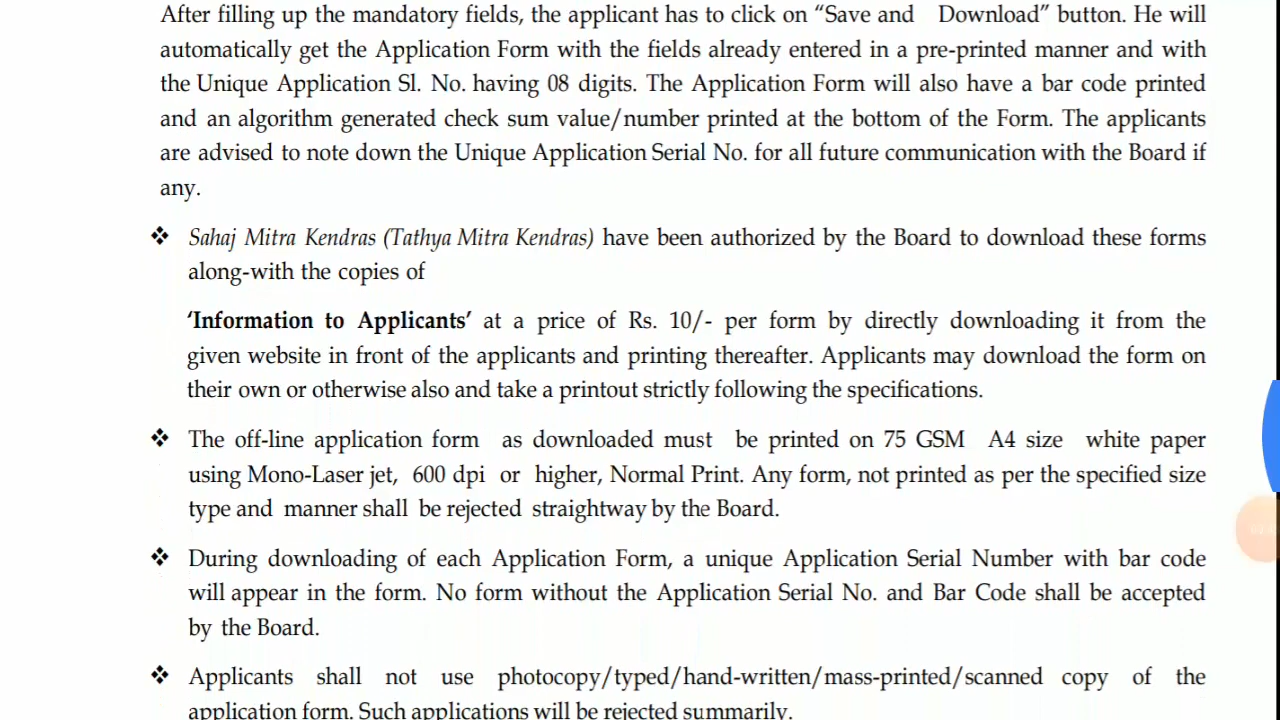 After filling up the mandatory fields, the applicant has to click on “Save and Download” button. He will
automatically get the Application Form with the fields already entered in a pre-printed manner and with
the Unique Application Sl. No. having 08 digits. The Application Form will also have a bar code printed
and an algorithm generated check sum value/number printed at the bottom of the Form. The applicants
are advised to note down the Unique Application Serial No. for all future communication with the Board if
any.
❖ Sahaj Mitra Kendras (Tathya Mitra Kendras) have been authorized by the Board to download these forms
along-with the copies of
‘Information to Applicants’ at a price of Rs. 10/- per form by directly downloading it from the
given website in front of the applicants and printing thereafter. Applicants may download the form on
their own or otherwise also and take a printout strictly following the specifications.
❖ The off-line application form as downloaded must be printed on 75 GSM A4 size white paper
using Mono-Laser jet, 600 dpi or higher, Normal Print. Any form, not printed as per the specified size
type and manner shall be rejected straightway by the Board.
❖ During downloading of each Application Form, a unique Application Serial Number with bar code
will appear in the form. No form without the Application Serial No. and Bar Code shall be accepted
by the Board.
❖ Applicants shall not use photocopy/typed/hand-written/mass-printed/scanned copy of the
application form. Such applications will be rejected summarily.